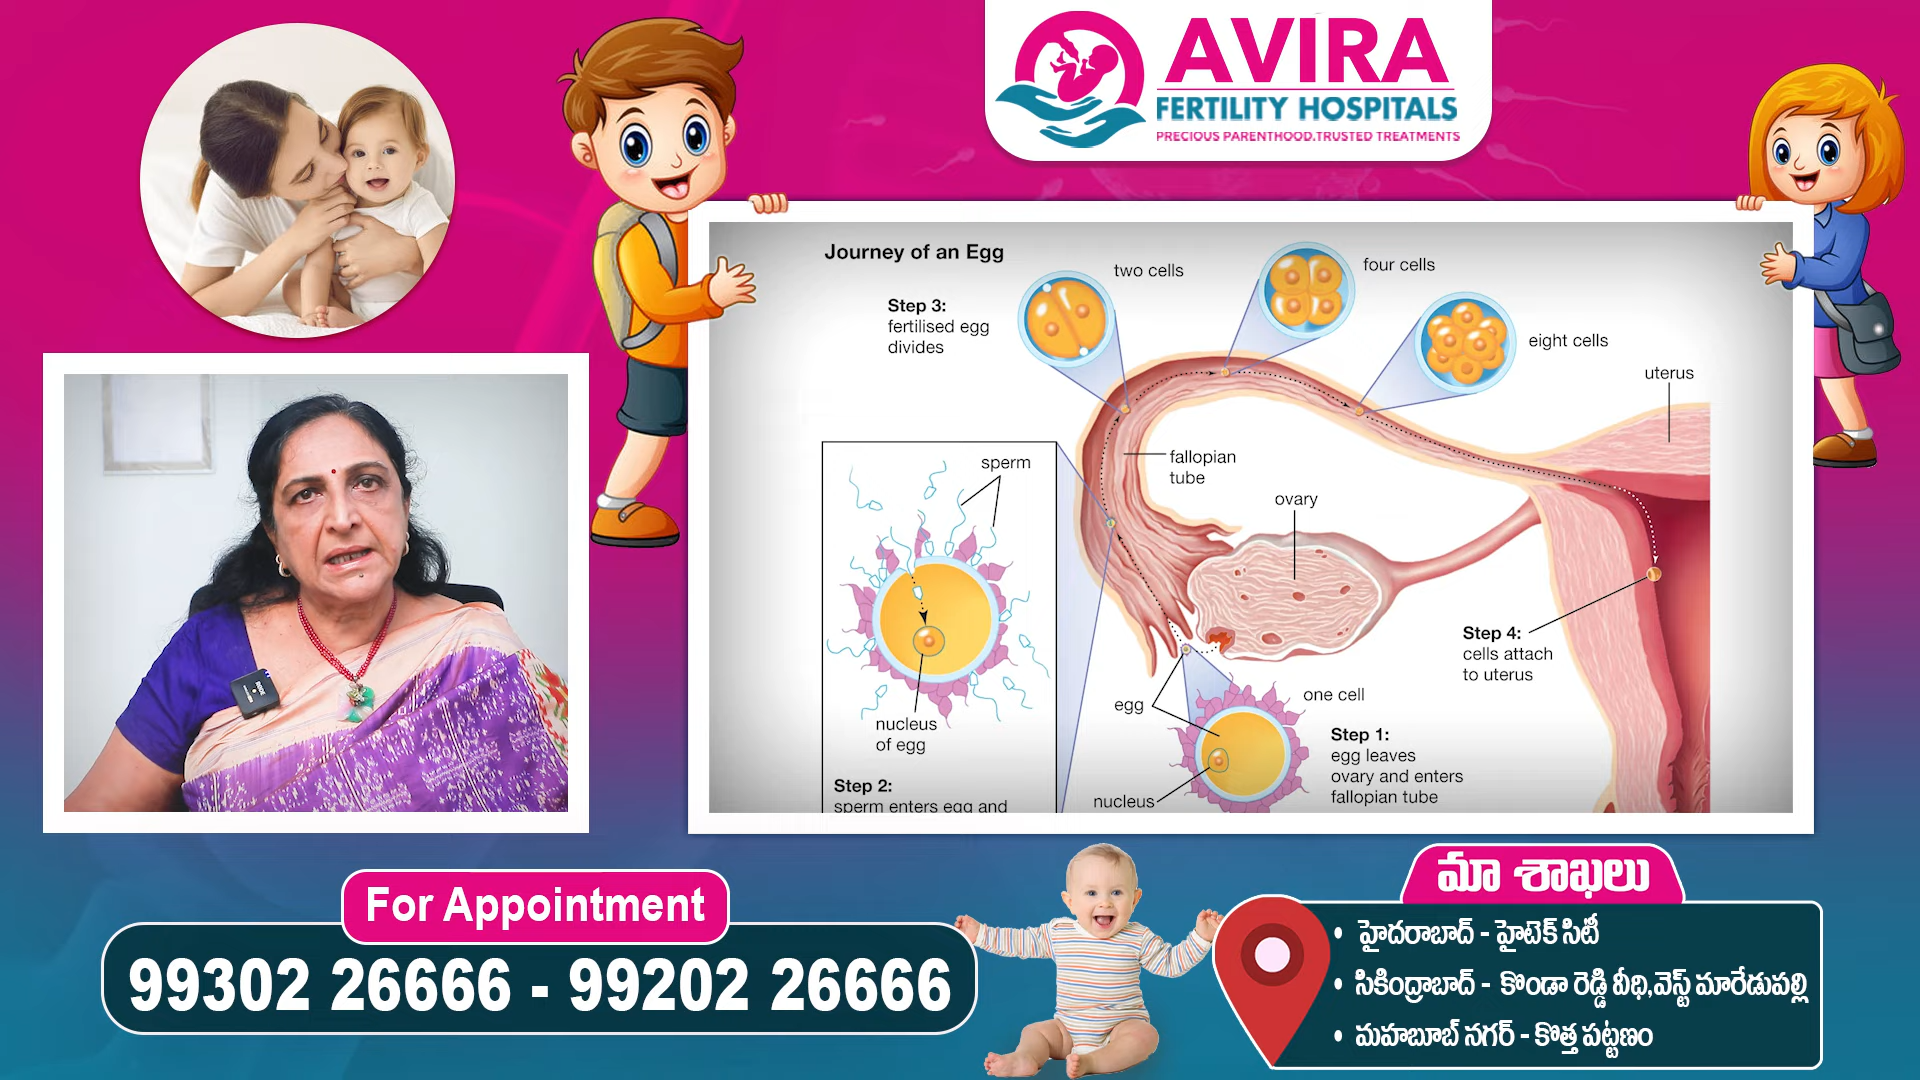 AVIRA
FERTILITY HOSPITALS
PRECIOUS PARENTHOOD.TRUSTED TREATMENTS
Journey of an Egg
two cells
four cells
eight cells
Step 3:
fertilised egg
divides
uterus
fallopian
tube
ovary
sperm
nucleus
of egg
Step 2:
sperm enters egg and
egg
one cell
nucleus
Step 1:
egg leaves
ovary and enters
fallopian tube
Step 4:
cells attach
to uterus
For Appointment
99302 26666 - 99202 26666
మా శాఖలు
• హైదరాబాద్ - హైటెక్ సిటీ
• సికింద్రాబాద్ - కొండా రెడ్డి వీధి,వెస్ట్ మారేడుపల్లి
• మహబూబ్ నగర్ - కొత్త పట్టణం